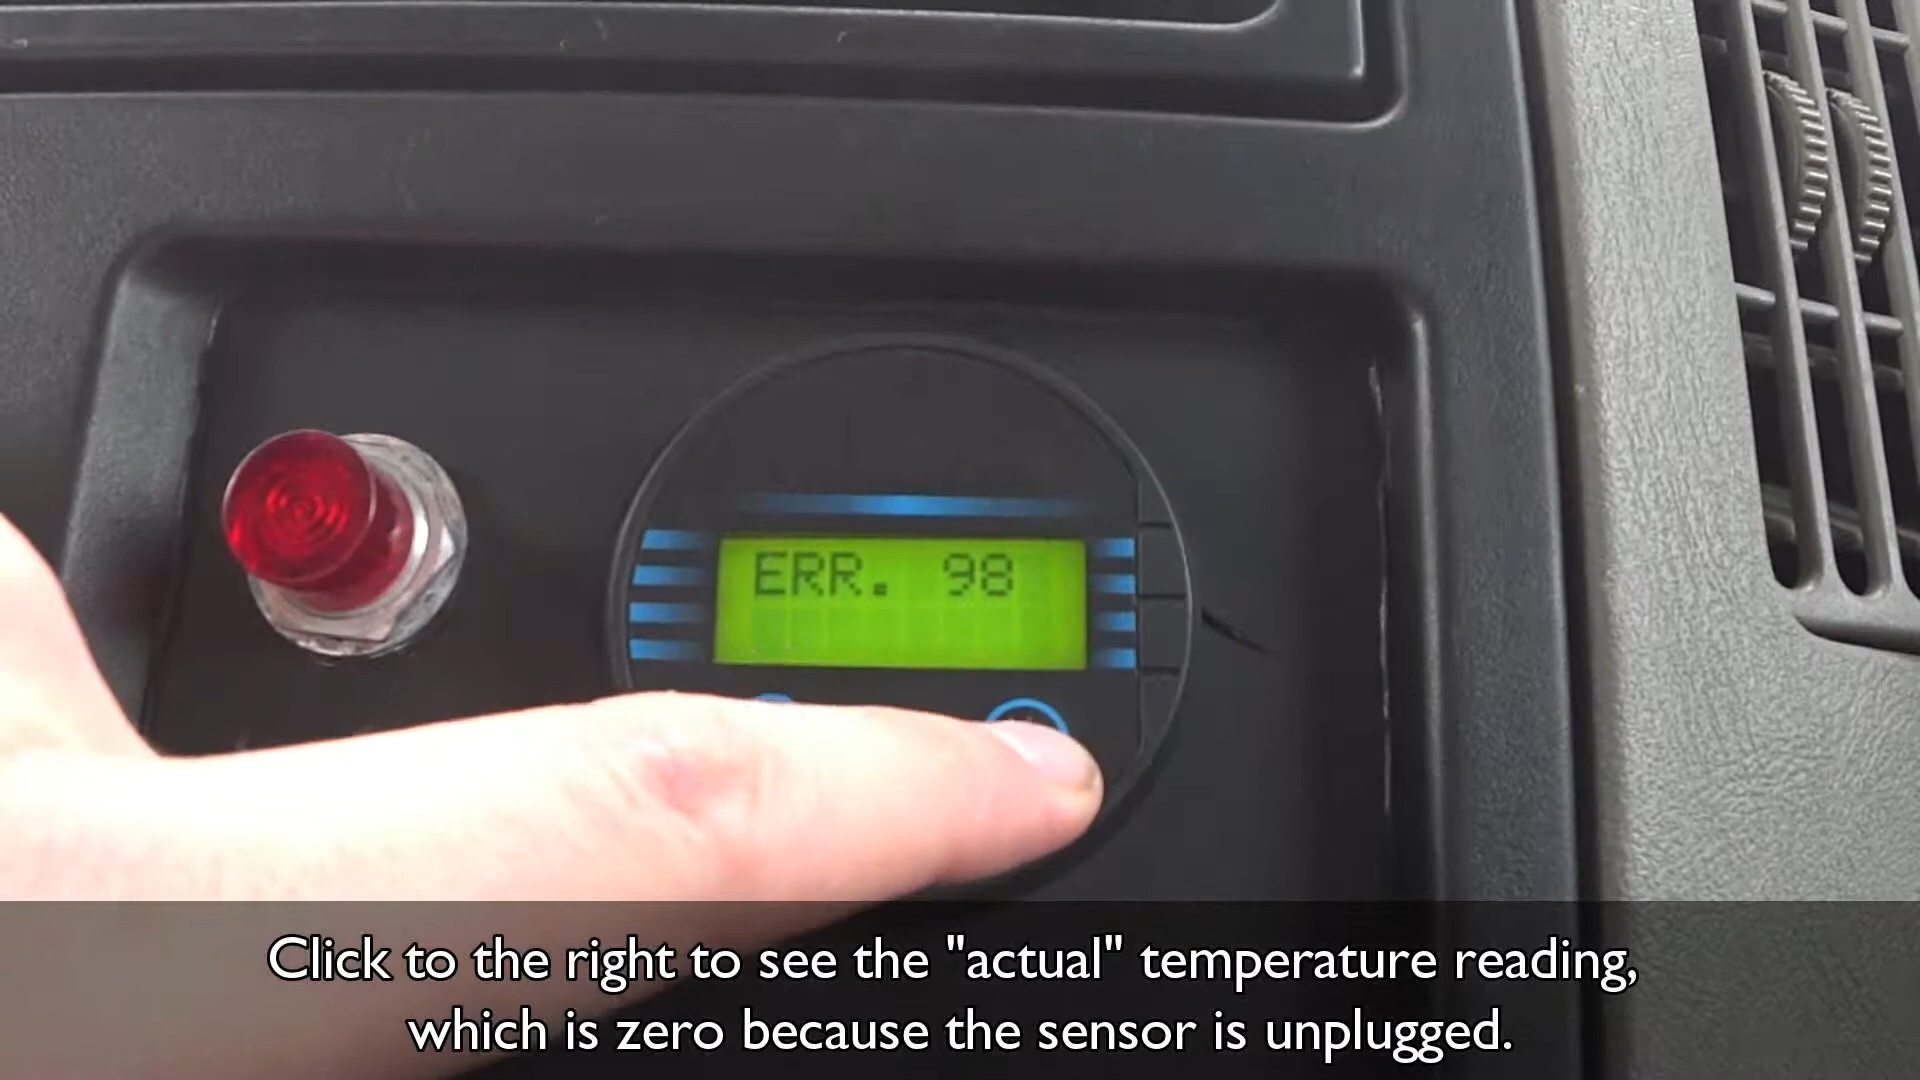 ERR. 98
Click to the right to see the "actual" temperature reading,
which is zero because the sensor is unplugged.